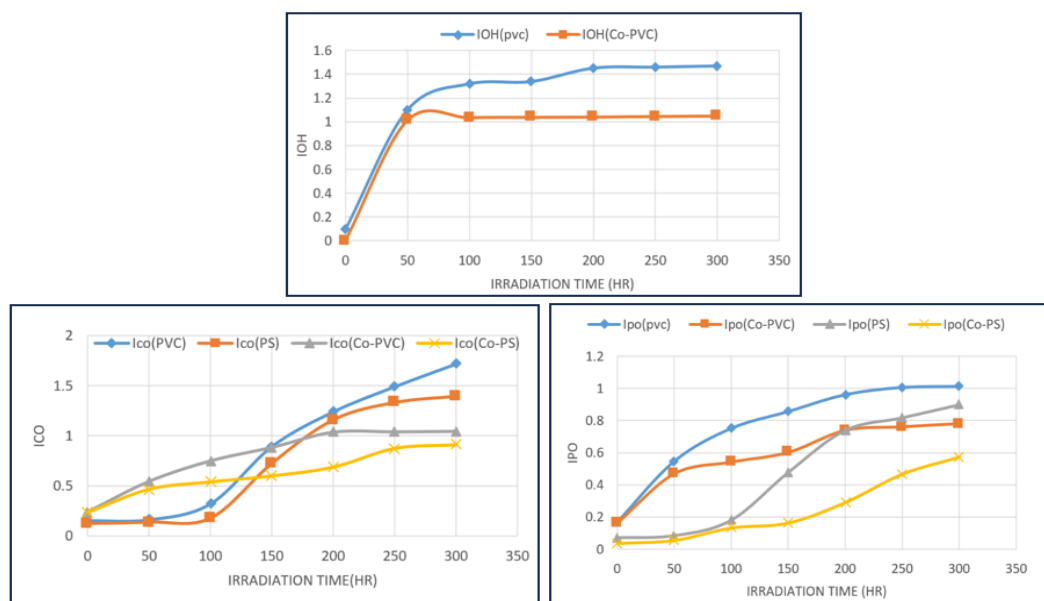 IOH(pvc) IOH(Co-PVC)
1.6
1.4
1.2
1
0.8
0.6
0.4
0.2
0
IOH
0 50 100 150 200 250 300 350
IRRADIATION TIME (HR)
2
Ico(PVC) Ico(PS) Ico(Co-PVC) Ico(Co-PS)
1.5
1
0.5
0
ICO
0 50 100 150 200 250 300 350
IRRADIATION TIME(HR)
Ipo(pvc) Ipo(Co-PVC) Ipo(PS) Ipo(Co-PS)
1.2
1
0.8
0.6
0.4
0.2
0
IPO
0 50 100 150 200 250 300 350
IRRADIATION TIME (HR)